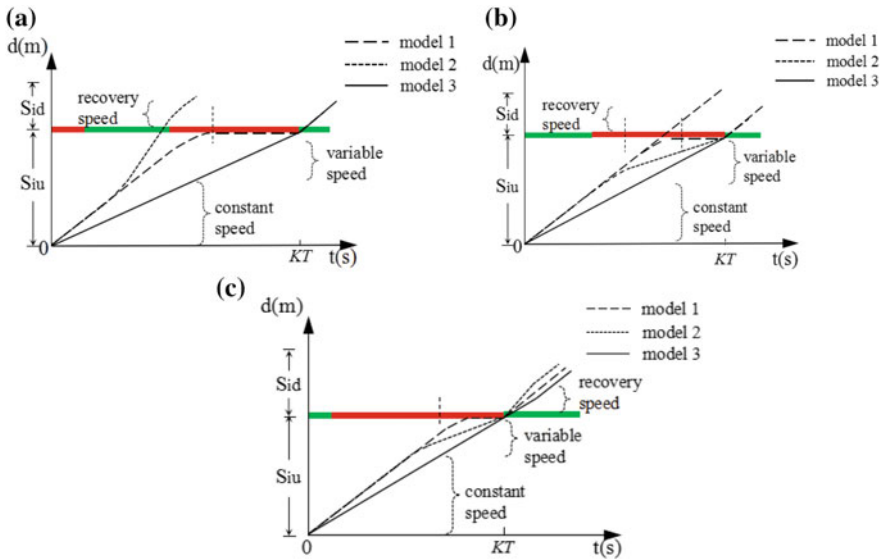 (a)
d(m)
model 1
model 2
model 3
Sid
recovery
speed
Siu
variable
speed
constant
speed
0
KT
t(s)
(b)
d(m)
model 1
model 2
model 3
Sid
recovery
speed
Siu
variable
speed
constant
speed
0
KT
t(s)
(c)
d(m)
model 1
model 2
model 3
Sid
recovery
speed
Siu
variable
speed
constant
speed
0
KT
t(s)